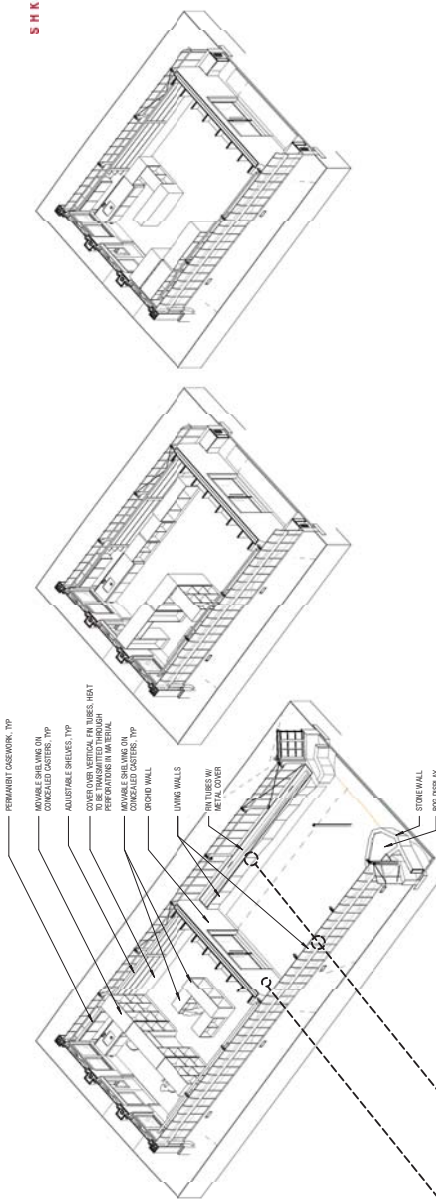 SHK
PERMANENT CASEWORK, TYP
MOVABLE SHELVING ON
CONCEALED CASTERS, TYP
ADJUSTABLE SHELVES, TYP
COVER OVER VERTICAL FIN TUBES, HEAT
TO BE TRANSMITTED THROUGH
PERFORATIONS IN MATERIAL
MOVABLE SHELVING ON
CONCEALED CASTERS, TYP
ORCHID WALL
LIVING WALLS
FIN TUBES W/
METAL COVER
STONE WALL